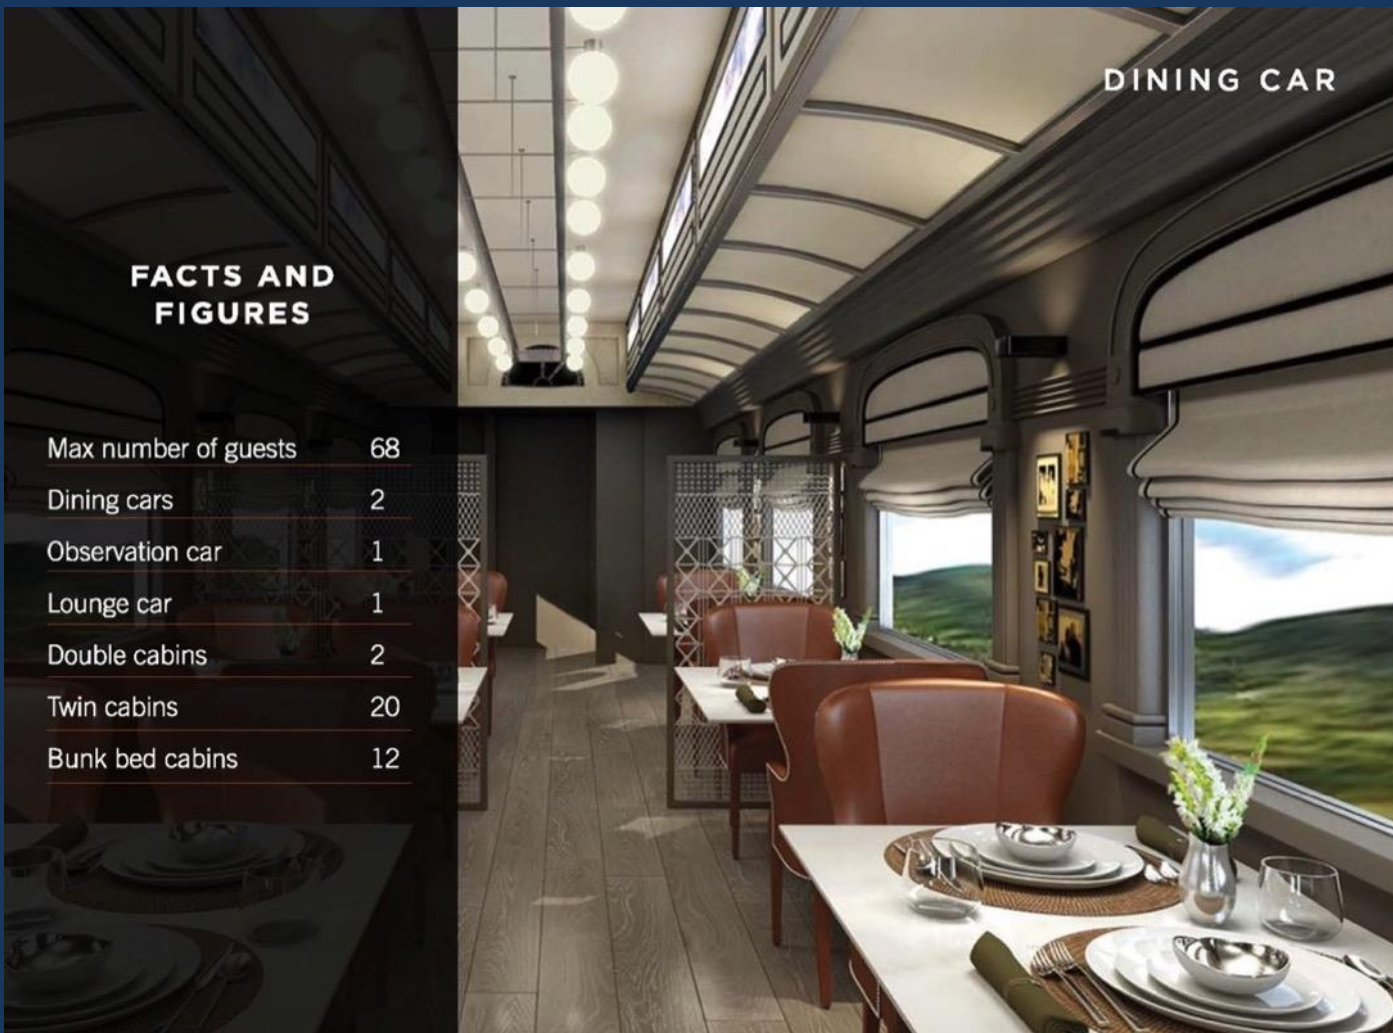 DINING CAR
FACTS AND
FIGURES
Max number of guests 68
Dining cars 2
Observation car 1
Lounge car 1
Double cabins 2
Twin cabins 20
Bunk bed cabins 12